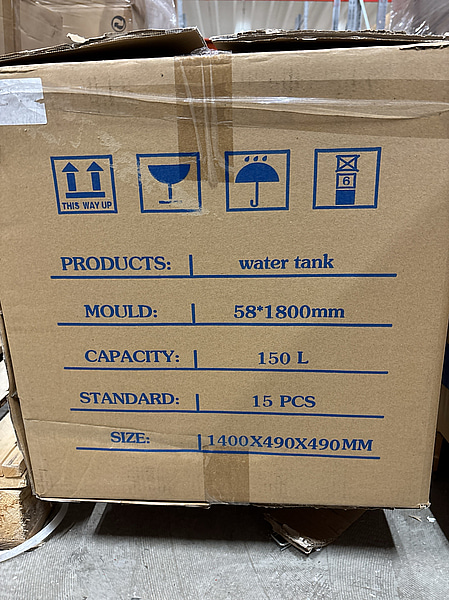 THIS WAY UP
6
PRODUCTS: water tank
MOULD: 58*1800mm
CAPACITY: 150 L
STANDARD: 15 PCS
SIZE: 1400X490X490MM